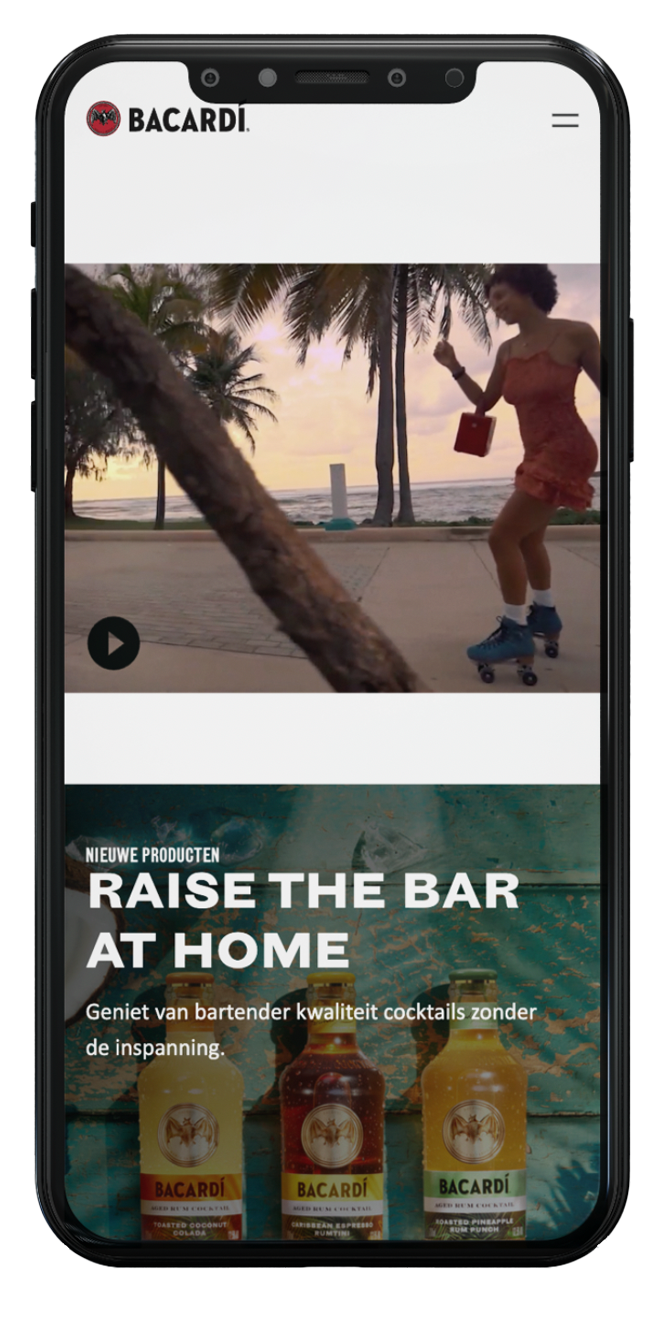 BACARDÍ
NIEUWE PRODUCTEN
RAISE THE BAR
AT HOME
Geniet van bartender kwaliteit cocktails zonder
de inspanning.
BACARDÍ
AGED RUM COCKTAIL
TOASTED COCONUT
COLADA
BACARDÍ
AGED RUM COCKTAIL
CARIBBEAN ESPRESSO
RUMTINI
BACARDÍ
AGED RUM COCKTAIL
ROASTED PINEAPPLE
RUM PUNCH